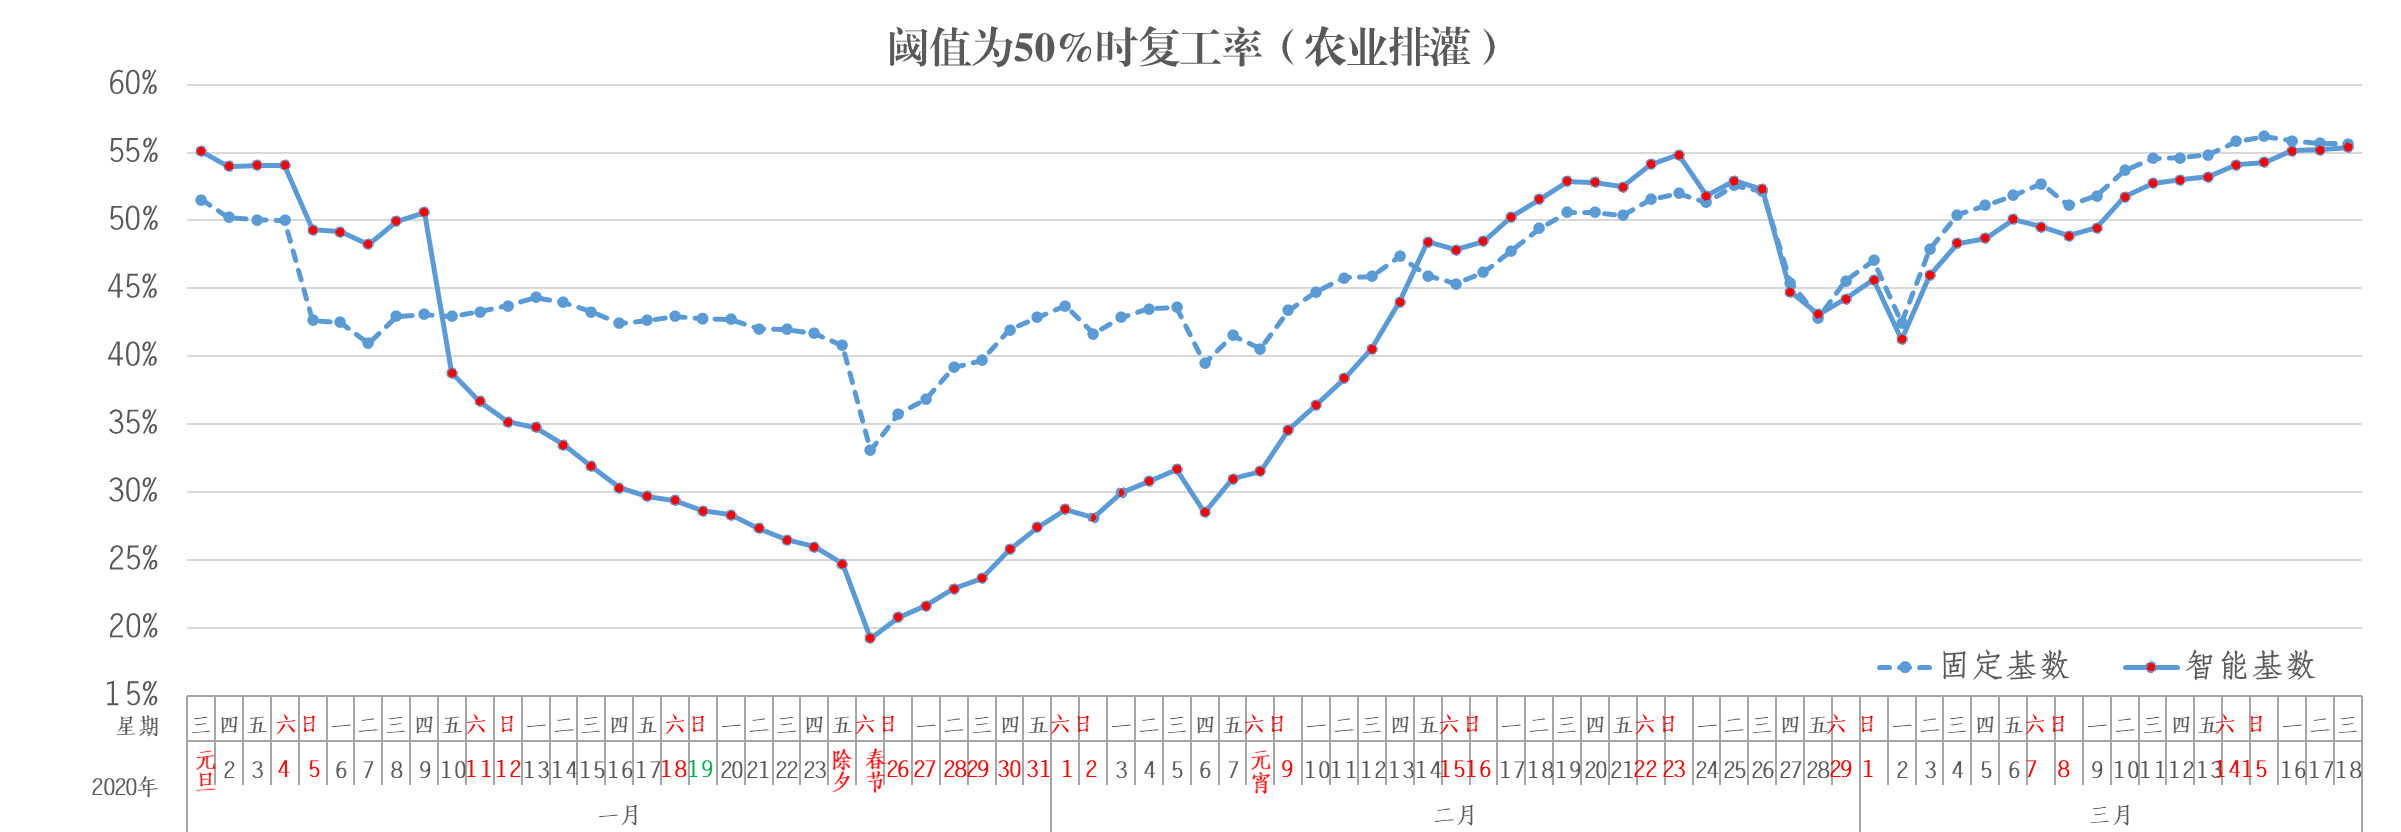 阈值为50%时复工率（农业排灌）
60%
55%
50%
45%
40%
35%
30%
25%
20%
15%
固定基数 智能基数
星期 三 四 五 六 日 一 二 三 四 五 六 日 一 二 三 四 五 六 日 一 二 三 四 五 六 日 一 二 三 四 五 六 日 一 二 三 四 五 六 日 一 二 三 四 五 六 日 一 二 三 四 五 六 日 一 二 三 四 五 六 日 一 二 三 四 五 六 日 一 二 三 四 五 六 日 一 二 三
2020年 元旦 2 3 4 5 6 7 8 9 10 11 12 13 14 15 16 17 18 19 20 21 22 23 除夕 春节 26 27 28 29 30 31 1 2 3 4 5 6 7 元宵 9 10 11 12 13 14 15 16 17 18 19 20 21 22 23 24 25 26 27 28 29 1 2 3 4 5 6 7 8 9 10 11 12 13 14 15 16 17 18
一月 二月 三月